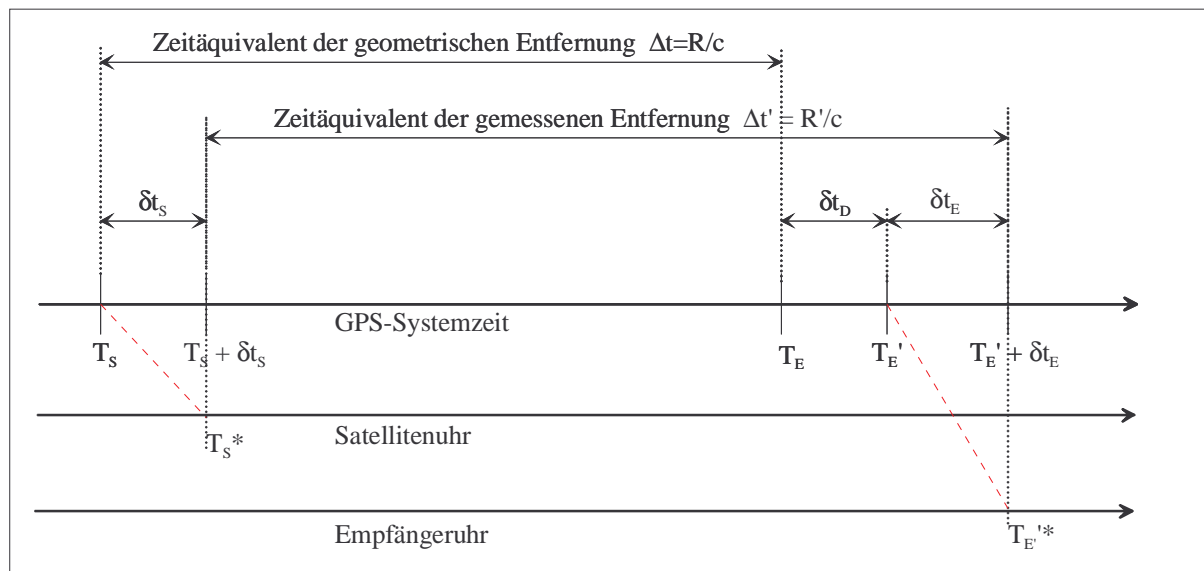 Zeitäquivalent der geometrischen Entfernung Δt=R/c
Zeitäquivalent der gemessenen Entfernung Δt' = R'/c
δt_S
δt_D
δt_E
GPS-Systemzeit
T_S
T_S + δt_S
T_E
T_E'
T_E' + δt_E
Satellitenuhr
T_S*
Empfängeruhr
T_E''*